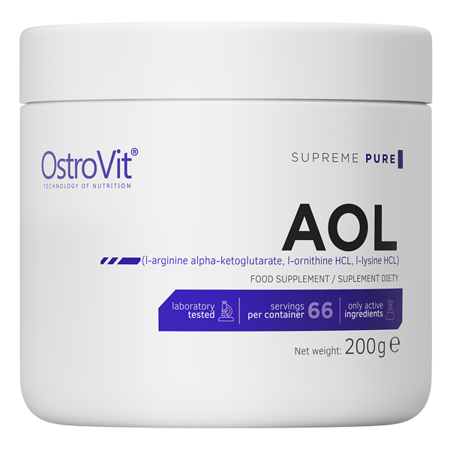 OstroVit®
TECHNOLOGY OF NUTRITION
SUPREME PURE
AOL
(l-arginine alpha-ketoglutarate, l-ornithine HCL, l-lysine HCL)
FOOD SUPPLEMENT / SUPLEMENT DIETY
laboratory
tested
servings
per container 66
only active
ingredients
Net weight: 200g e